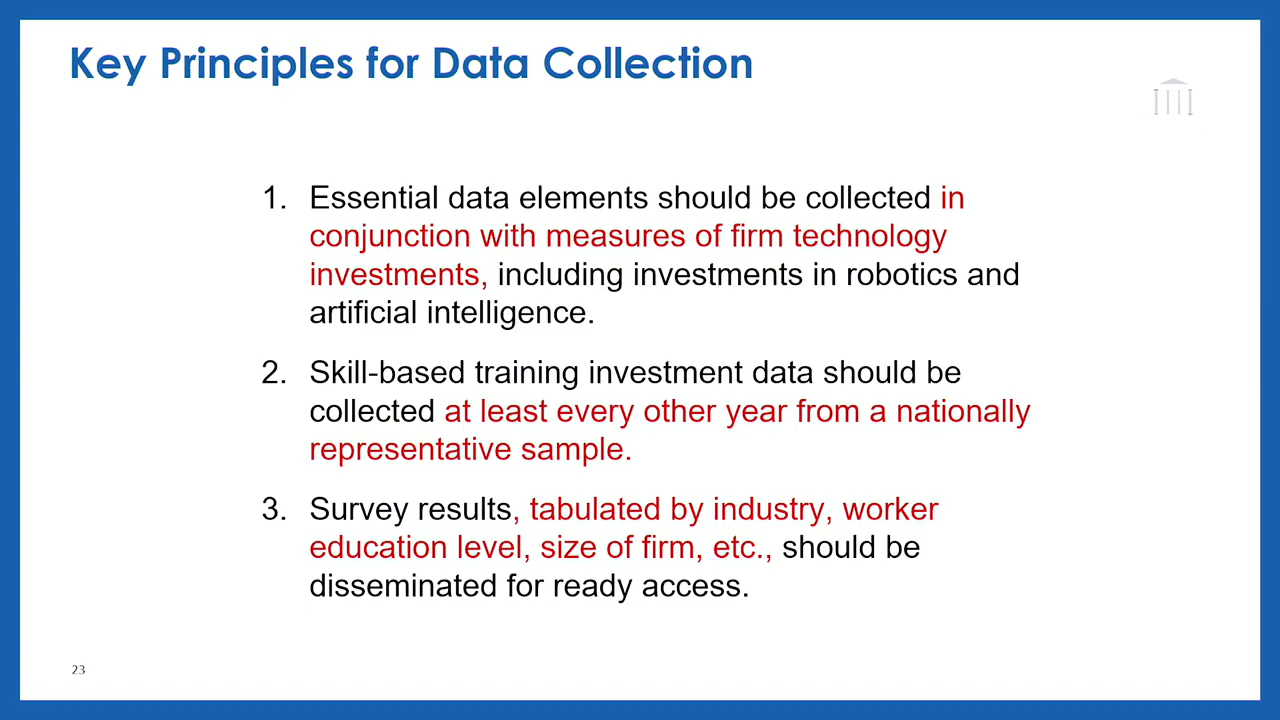 Key Principles for Data Collection
1. Essential data elements should be collected in
conjunction with measures of firm technology
investments, including investments in robotics and
artificial intelligence.
2. Skill-based training investment data should be
collected at least every other year from a nationally
representative sample.
3. Survey results, tabulated by industry, worker
education level, size of firm, etc., should be
disseminated for ready access.
23